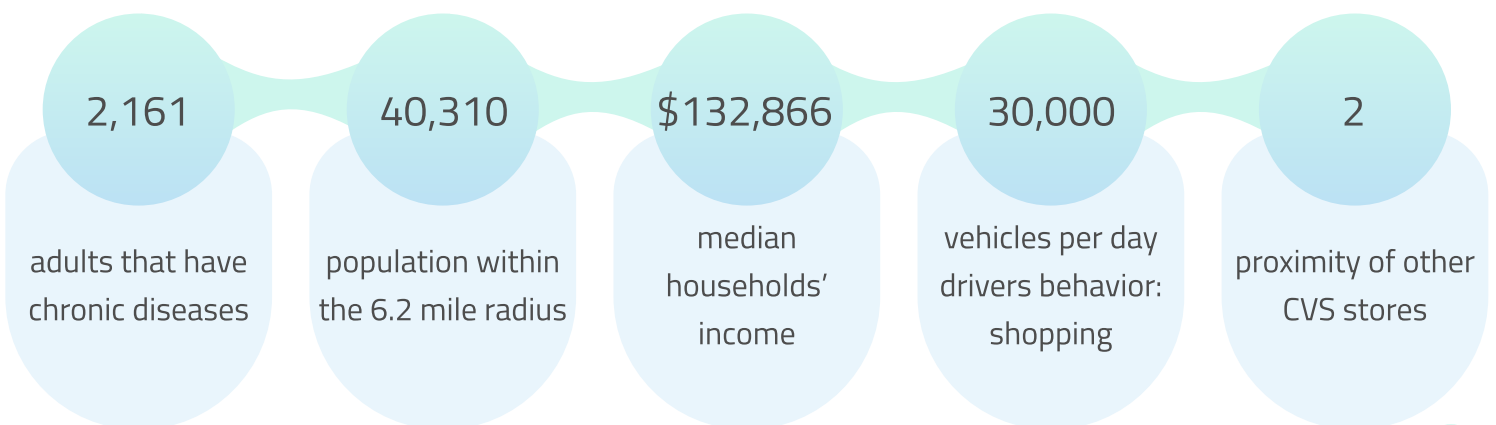 2,161
adults that have
chronic diseases
40,310
population within
the 6.2 mile radius
$132,866
median
households’
income
30,000
vehicles per day
drivers behavior:
shopping
2
proximity of other
CVS stores